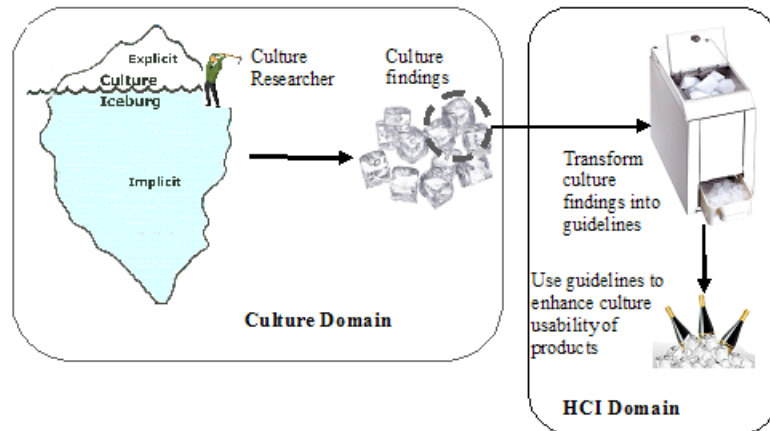 Explicit
Culture
Iceburg
Implicit
Culture
Researcher
Culture
findings
Culture Domain
Transform
culture
findings into
guidelines
Use guidelines to
enhance culture
usability of
products
HCI Domain